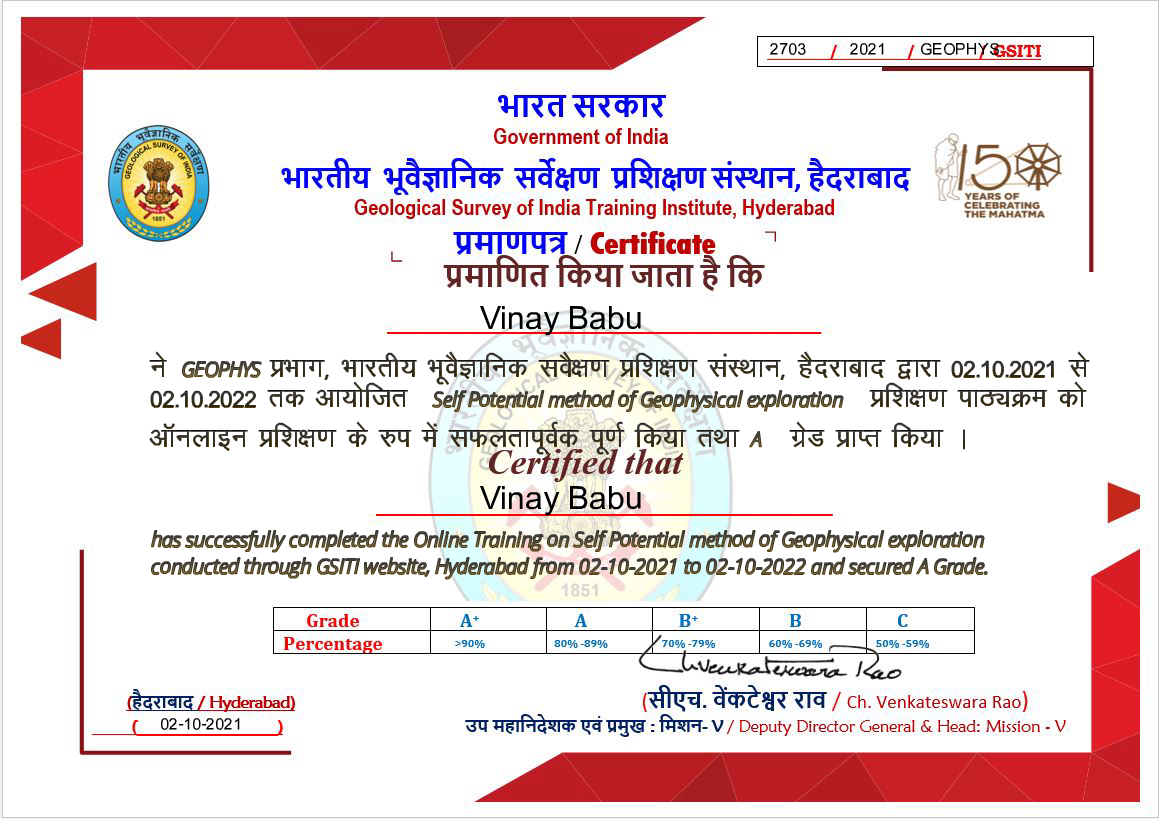 2703 / 2021 / GEOPHYS / GSITI
भारत सरकार
Government of India
भारतीय भूवैज्ञानिक सर्वेक्षण प्रशिक्षण संस्थान, हैदराबाद
Geological Survey of India Training Institute, Hyderabad
भारतीय भूवैज्ञानिक सर्वेक्षण
GEOLOGICAL SURVEY OF INDIA
1851
150
YEARS OF
CELEBRATING
THE MAHATMA
प्रमाणपत्र / Certificate
प्रमाणित किया जाता है कि
Vinay Babu
ने GEOPHYS प्रभाग, भारतीय भूवैज्ञानिक सवैक्षण प्रशिक्षण संस्थान, हैदराबाद द्वारा 02.10.2021 से
02.10.2022 तक आयोजित Self Potential method of Geophysical exploration प्रशिक्षण पाठ्यक्रम को
ऑनलाइन प्रशिक्षण के रुप में सफलतापूर्वक पूर्ण किया तथा A ग्रेड प्राप्त किया ।
Certified that
Vinay Babu
has successfully completed the Online Training on Self Potential method of Geophysical exploration
conducted through GSITI website, Hyderabad from 02-10-2021 to 02-10-2022 and secured A Grade.
1851
Grade A+ A B+ B C
Percentage >90% 80% -89% 70% -79% 60% -69% 50% -59%
Ch Venkateswara Rao
(हैदराबाद / Hyderabad)
( 02-10-2021 )
(सीएच. वेंकटेश्वर राव / Ch. Venkateswara Rao)
उप महानिदेशक एवं प्रमुख : मिशन- V / Deputy Director General & Head: Mission - V